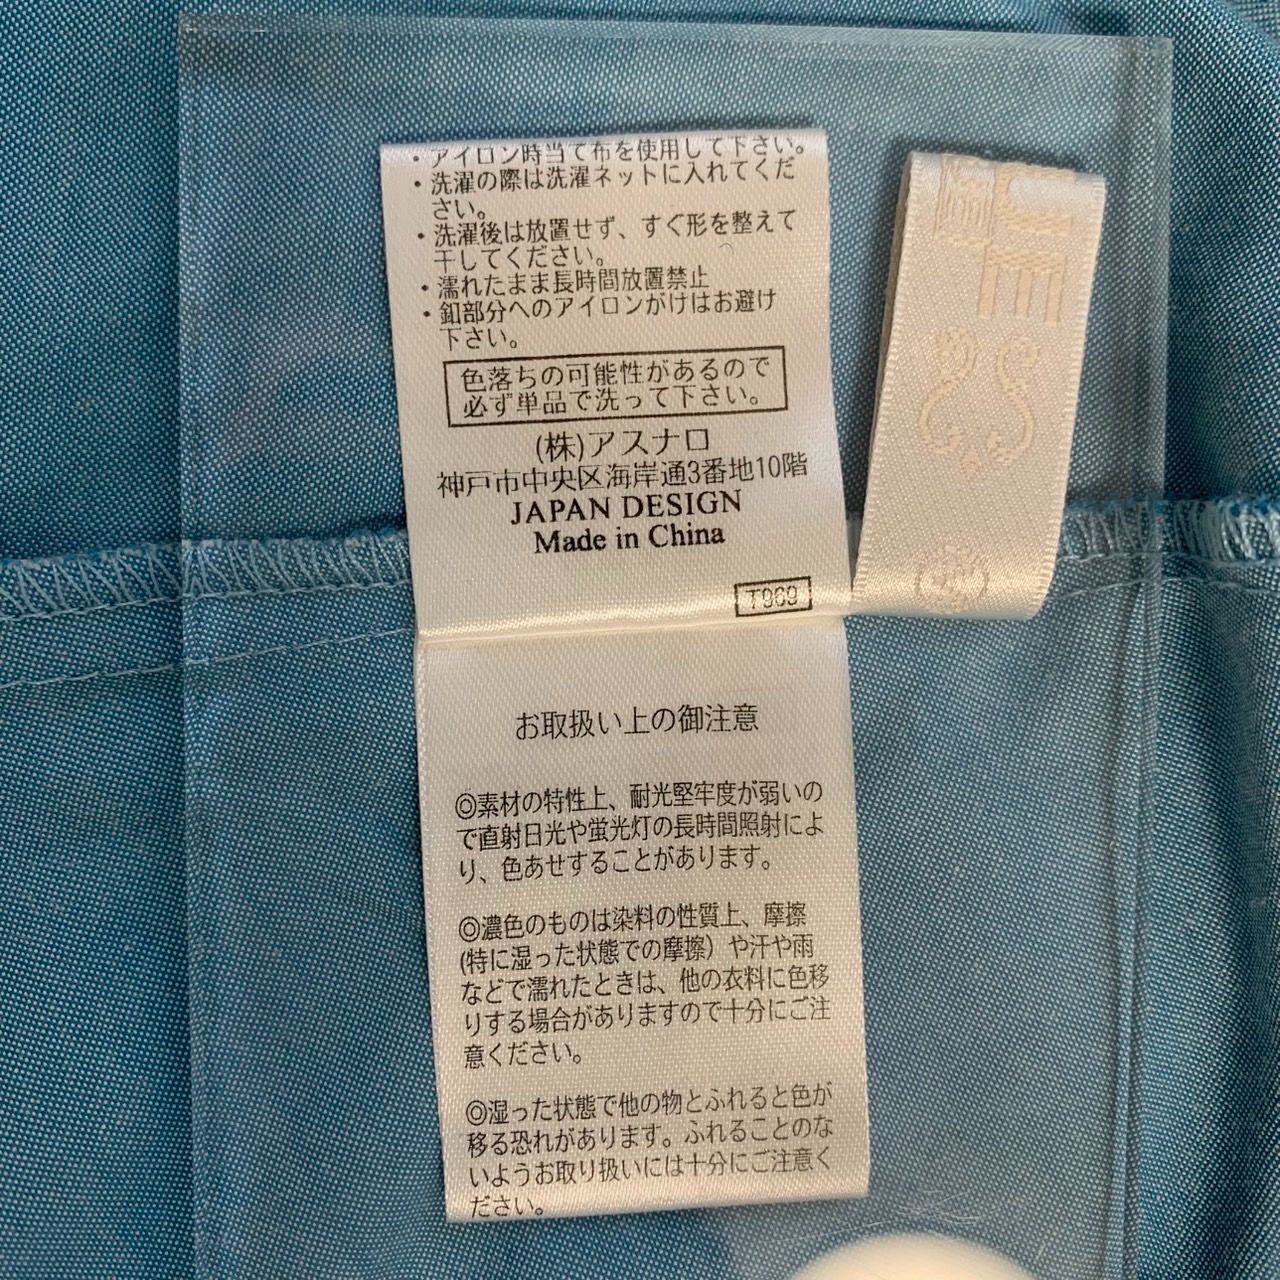 ・アイロン時当て布を使用して下さい。
・洗濯の際は洗濯ネットに入れてくだ
さい。
・洗濯後は放置せず、すぐ形を整えて
干してください。
・濡れたまま長時間放置禁止
・釦部分へのアイロンがけはお避け
下さい。
色落ちの可能性があるので
必ず単品で洗って下さい。
(株)アスナロ
神戸市中央区海岸通3番地10階
JAPAN DESIGN
Made in China
T969
お取扱い上の御注意
◎素材の特性上、耐光堅牢度が弱いの
で直射日光や蛍光灯の長時間照射によ
り、色あせすることがあります。
◎濃色のものは染料の性質上、摩擦
(特に湿った状態での摩擦）や汗や雨
などで濡れたときは、他の衣料に色移
りする場合がありますので十分にご注
意ください。
◎湿った状態で他の物とふれると色が
移る恐れがあります。ふれることのな
いようお取り扱いには十分にご注意く
ださい。